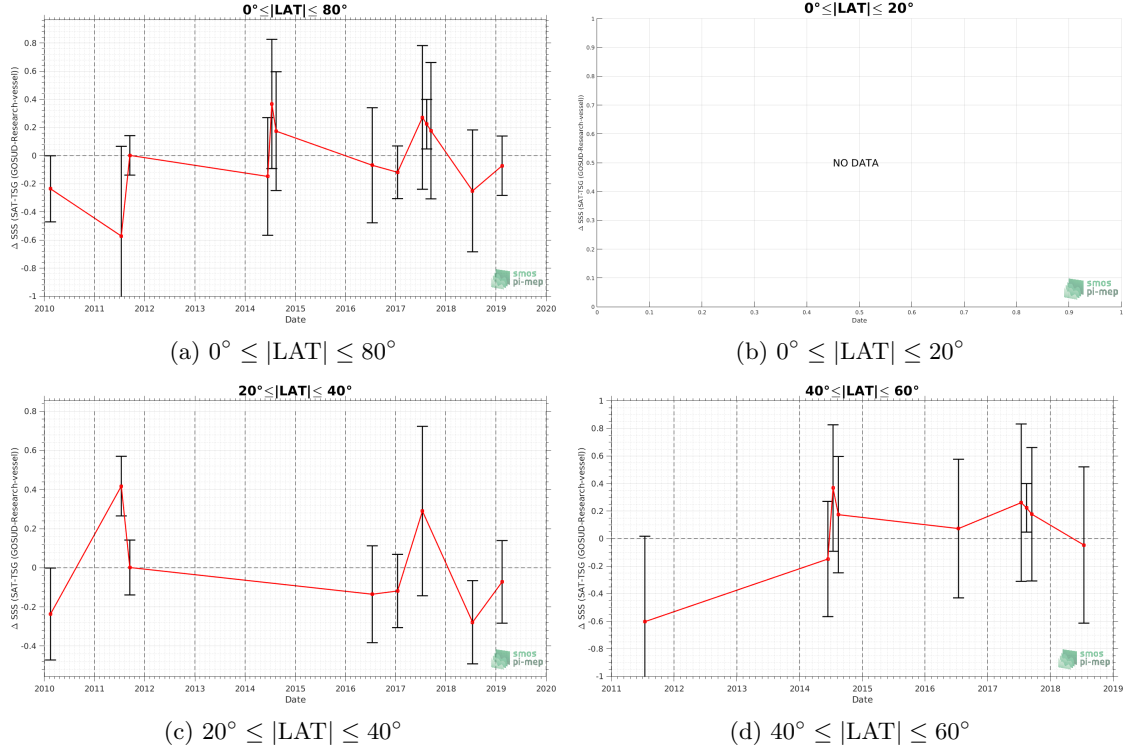 0°≤|LAT|≤ 80°
Δ SSS (SAT-TSG (GOSUD-Research-vessel))
0.8
0.6
0.4
0.2
0
-0.2
-0.4
-0.6
-0.8
-1
2010 2011 2012 2013 2014 2015 2016 2017 2018 2019 2020
Date
smos
pi-mep
(a) 0° ≤ |LAT| ≤ 80°
0°≤|LAT|≤ 20°
Δ SSS (SAT-TSG (GOSUD-Research-vessel))
1
0.9
0.8
0.7
0.6
0.5
0.4
0.3
0.2
0.1
0
NO DATA
0 0.1 0.2 0.3 0.4 0.5 0.6 0.7 0.8 0.9 1
Date
smos
pi-mep
(b) 0° ≤ |LAT| ≤ 20°
20°≤|LAT|≤ 40°
Δ SSS (SAT-TSG (GOSUD-Research-vessel))
0.8
0.6
0.4
0.2
0
-0.2
-0.4
2010 2011 2012 2013 2014 2015 2016 2017 2018 2019 2020
Date
smos
pi-mep
(c) 20° ≤ |LAT| ≤ 40°
40°≤|LAT|≤ 60°
Δ SSS (SAT-TSG (GOSUD-Research-vessel))
1
0.8
0.6
0.4
0.2
0
-0.2
-0.4
-0.6
-0.8
-1
2011 2012 2013 2014 2015 2016 2017 2018 2019
Date
smos
pi-mep
(d) 40° ≤ |LAT| ≤ 60°